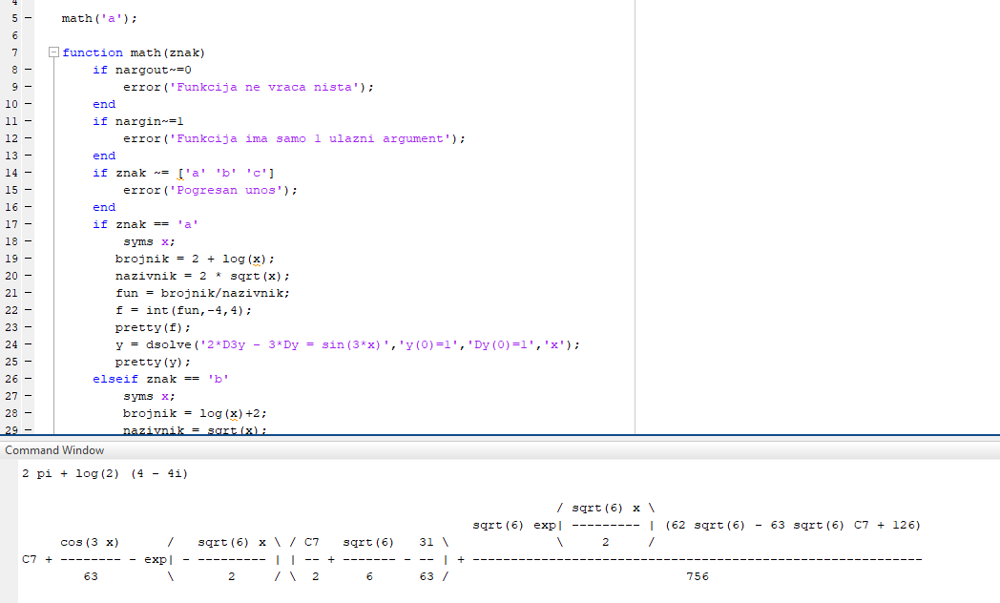 4
5 - math('a');
6
7 function math(znak)
8 - if nargout~=0
9 - error('Funkcija ne vraca nista');
10 - end
11 - if nargin~=1
12 - error('Funkcija ima samo 1 ulazni argument');
13 - end
14 - if znak ~= ['a' 'b' 'c']
15 - error('Pogresan unos');
16 - end
17 - if znak == 'a'
18 - syms x;
19 - brojnik = 2 + log(x);
20 - nazivnik = 2 * sqrt(x);
21 - fun = brojnik/nazivnik;
22 - f = int(fun,-4,4);
23 - pretty(f);
24 - y = dsolve('2*D3y - 3*Dy = sin(3*x)','y(0)=1','Dy(0)=1','x');
25 - pretty(y);
26 - elseif znak == 'b'
27 - syms x;
28 - brojnik = log(x)+2;
29 - nazivnik = sqrt(x);
Command Window
2 pi + log(2) (4 - 4i)
/ sqrt(6) x \
sqrt(6) exp| --------- | (62 sqrt(6) - 63 sqrt(6) C7 + 126)
cos(3 x) / sqrt(6) x \ / C7 sqrt(6) 31 \ \ 2 /
C7 + -------- - exp| - --------- | | -- + ------- - -- | + -----------------------------------------------------------
63 \ 2 / \ 2 6 63 / 756